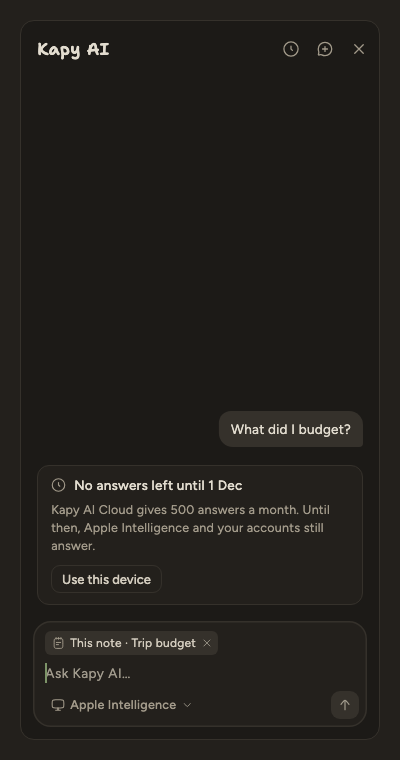 Kapy AI
What did I budget?
No answers left until 1 Dec
Kapy AI Cloud gives 500 answers a month. Until
then, Apple Intelligence and your accounts still
answer.
Use this device
This note · Trip budget
Ask Kapy AI...
Apple Intelligence